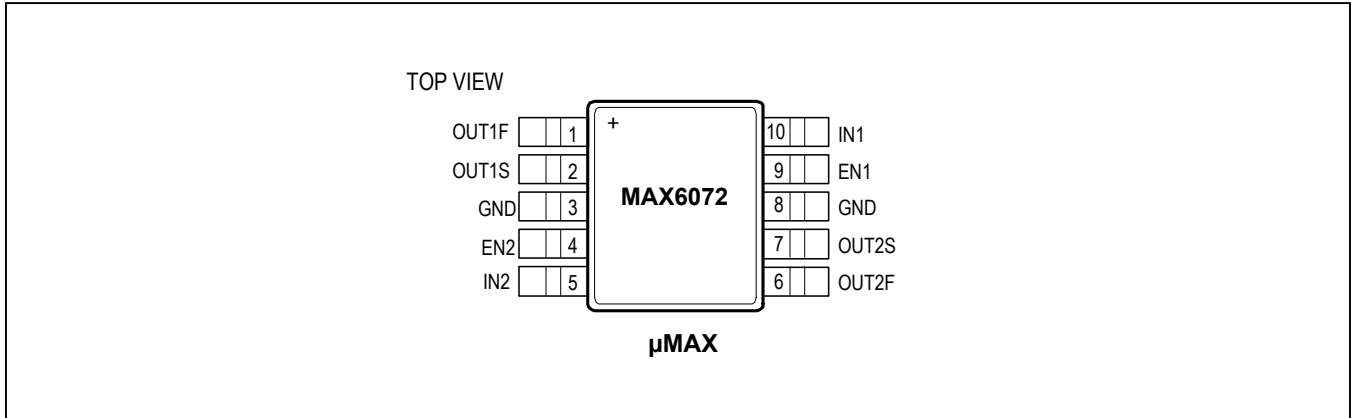 TOP VIEW
OUT1F 1 + 10 IN1
OUT1S 2 9 EN1
MAX6072
GND 3 8 GND
EN2 4 7 OUT2S
IN2 5 6 OUT2F
µMAX